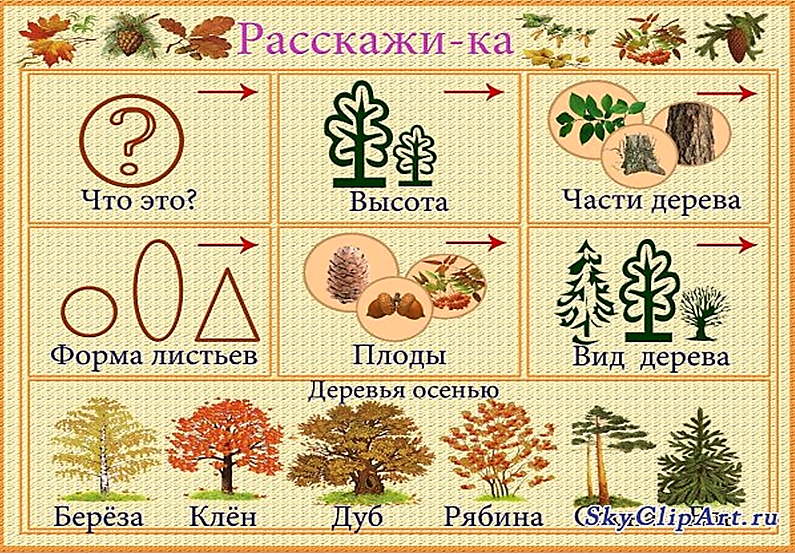 Расскажи-ка
Что это?
Высота
Части дерева
Форма листьев
Плоды
Вид дерева
Деревья осенью
Берёза Клён Дуб Рябина
SkyClipArt.ru